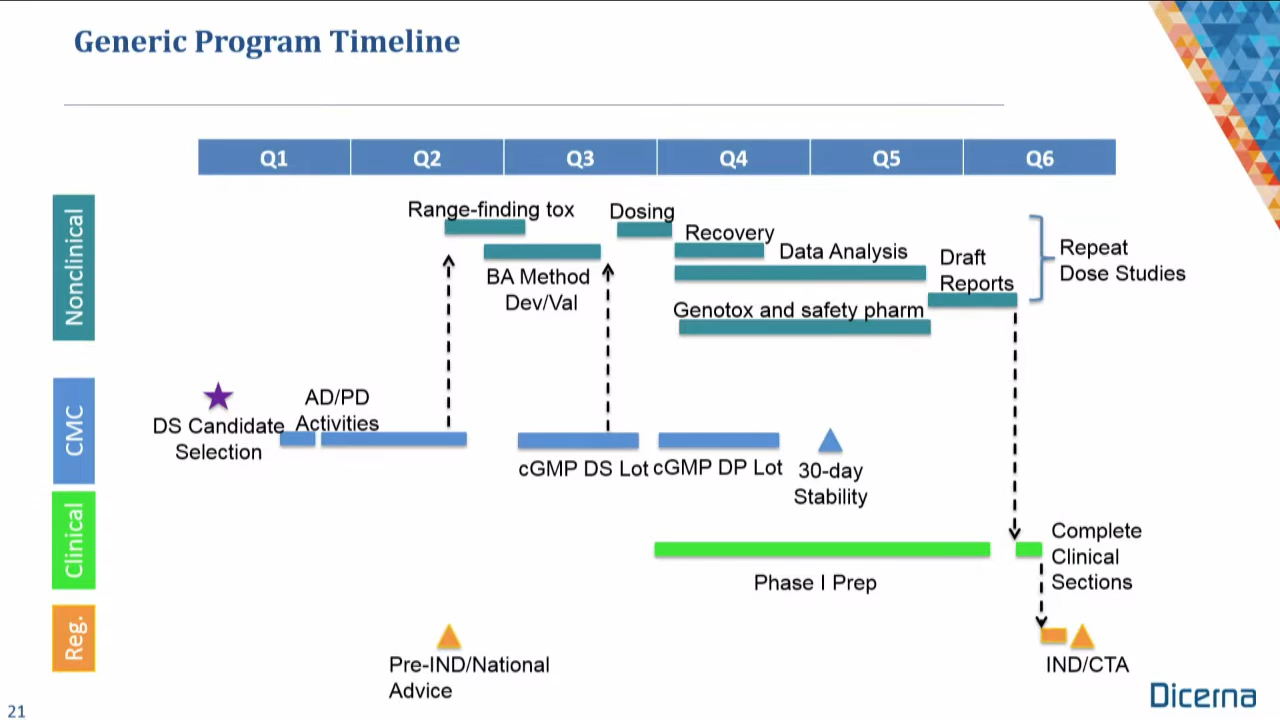 Generic Program Timeline
Q1 Q2 Q3 Q4 Q5 Q6
Nonclinical
Range-finding tox
Dosing
Recovery
Data Analysis
Draft
Reports
Repeat
Dose Studies
BA Method
Dev/Val
Genotox and safety pharm
CMC
DS Candidate
Selection
AD/PD
Activities
cGMP DS Lot
cGMP DP Lot
30-day
Stability
Clinical
Phase I Prep
Complete
Clinical
Sections
Reg.
Pre-IND/National
Advice
IND/CTA
21
Dicerna